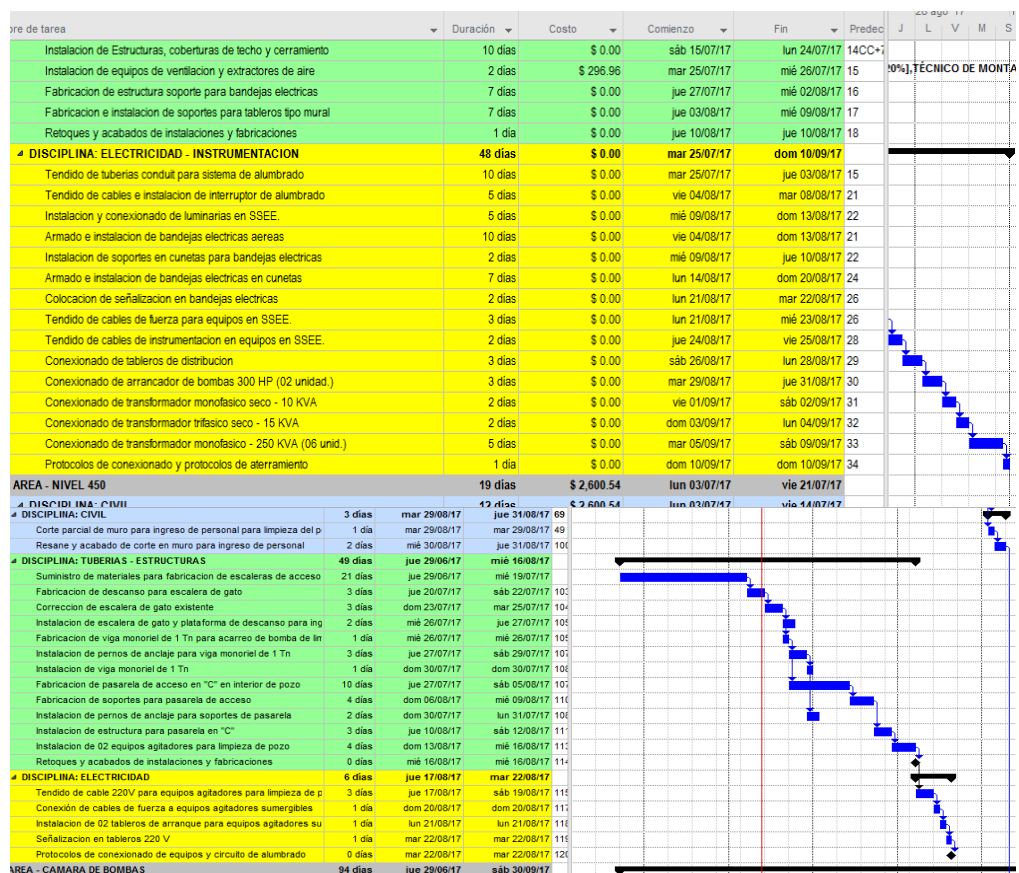 28 ago '17
bre de tarea Duración Costo Comienzo Fin Predec J L V M S
Instalacion de Estructuras, coberturas de techo y cerramiento 10 días $ 0.00 sáb 15/07/17 lun 24/07/17 14CC+7
Instalacion de equipos de ventilacion y extractores de aire 2 días $ 296.96 mar 25/07/17 mié 26/07/17 15 20%],TÉCNICO DE MONTA
Fabricacion de estructura soporte para bandejas electricas 7 días $ 0.00 jue 27/07/17 mié 02/08/17 16
Fabricacion e instalacion de soportes para tableros tipo mural 7 días $ 0.00 jue 03/08/17 mié 09/08/17 17
Retoques y acabados de instalaciones y fabricaciones 1 día $ 0.00 jue 10/08/17 jue 10/08/17 18
DISCIPLINA: ELECTRICIDAD - INSTRUMENTACION 48 días $ 0.00 mar 25/07/17 dom 10/09/17
Tendido de tuberias conduit para sistema de alumbrado 10 días $ 0.00 mar 25/07/17 jue 03/08/17 15
Tendido de cables e instalacion de interruptor de alumbrado 5 días $ 0.00 vie 04/08/17 mar 08/08/17 21
Instalacion y conexionado de luminarias en SSEE. 5 días $ 0.00 mié 09/08/17 dom 13/08/17 22
Armado e instalacion de bandejas electricas aereas 10 días $ 0.00 vie 04/08/17 dom 13/08/17 21
Instalacion de soportes en cunetas para bandejas electricas 2 días $ 0.00 mié 09/08/17 jue 10/08/17 22
Armado e instalacion de bandejas electricas en cunetas 7 días $ 0.00 lun 14/08/17 dom 20/08/17 24
Colocacion de señalizacion en bandejas electricas 2 días $ 0.00 lun 21/08/17 mar 22/08/17 26
Tendido de cables de fuerza para equipos en SSEE. 3 días $ 0.00 lun 21/08/17 mié 23/08/17 26
Tendido de cables de instrumentacion en equipos en SSEE. 2 días $ 0.00 jue 24/08/17 vie 25/08/17 28
Conexionado de tableros de distribucion 3 días $ 0.00 sáb 26/08/17 lun 28/08/17 29
Conexionado de arrancador de bombas 300 HP (02 unidad.) 3 días $ 0.00 mar 29/08/17 jue 31/08/17 30
Conexionado de transformador monofasico seco - 10 KVA 2 días $ 0.00 vie 01/09/17 sáb 02/09/17 31
Conexionado de transformador trifasico seco - 15 KVA 2 días $ 0.00 dom 03/09/17 lun 04/09/17 32
Conexionado de transformador monofasico - 250 KVA (06 unid.) 5 días $ 0.00 mar 05/09/17 sáb 09/09/17 33
Protocolos de conexionado y protocolos de aterramiento 1 día $ 0.00 dom 10/09/17 dom 10/09/17 34
AREA - NIVEL 450 19 días $ 2,600.54 lun 03/07/17 vie 21/07/17
DISCIPLINA: CIVIL 12 días $ 2,600.54 lun 03/07/17 vie 14/07/17
DISCIPLINA: CIVIL 3 días mar 29/08/17 jue 31/08/17 69
Corte parcial de muro para ingreso de personal para limpieza del p 1 día mar 29/08/17 mar 29/08/17 49
Resane y acabado de corte en muro para ingreso de personal 2 días mié 30/08/17 jue 31/08/17 100
DISCIPLINA: TUBERIAS - ESTRUCTURAS 49 días jue 29/06/17 mié 16/08/17
Suministro de materiales para fabricacion de escaleras de acceso 21 días jue 29/06/17 mié 19/07/17
Fabricacion de descanso para escalera de gato 3 días jue 20/07/17 sáb 22/07/17 103
Correccion de escalera de gato existente 3 días dom 23/07/17 mar 25/07/17 104
Instalacion de escalera de gato y plataforma de descanso para ing 2 días mié 26/07/17 jue 27/07/17 105
Fabricacion de viga monoriel de 1 Tn para acarreo de bomba de lim 1 día mié 26/07/17 mié 26/07/17 105
Instalacion de pernos de anclaje para viga monoriel de 1 Tn 3 días jue 27/07/17 sáb 29/07/17 107
Instalacion de viga monoriel de 1 Tn 1 día dom 30/07/17 dom 30/07/17 108
Fabricacion de pasarela de acceso en "C" en interior de pozo 10 días jue 27/07/17 sáb 05/08/17 107
Fabricacion de soportes para pasarela de acceso 4 días dom 06/08/17 mié 09/08/17 110
Instalacion de pernos de anclaje para soportes de pasarela 2 días dom 30/07/17 lun 31/07/17 108
Instalacion de estructura para pasarela en "C" 3 días jue 10/08/17 sáb 12/08/17 111
Instalacion de 02 equipos agitadores para limpieza de pozo 4 días dom 13/08/17 mié 16/08/17 113
Retoques y acabados de instalaciones y fabricaciones 0 días mié 16/08/17 mié 16/08/17 114
DISCIPLINA: ELECTRICIDAD 6 días jue 17/08/17 mar 22/08/17
Tendido de cable 220V para equipos agitadores para limpieza de p 3 días jue 17/08/17 sáb 19/08/17 115
Conexión de cables de fuerza a equipos agitadores sumergibles 1 día dom 20/08/17 dom 20/08/17 117
Instalacion de 02 tableros de arranque para equipos agitadores su 1 día lun 21/08/17 lun 21/08/17 118
Señalizacion en tableros 220 V 1 día mar 22/08/17 mar 22/08/17 119
Protocolos de conexionado de equipos y circuito de alumbrado 0 días mar 22/08/17 mar 22/08/17 120
AREA - CAMARA DE BOMBAS 94 días jue 29/06/17 sáb 30/09/17